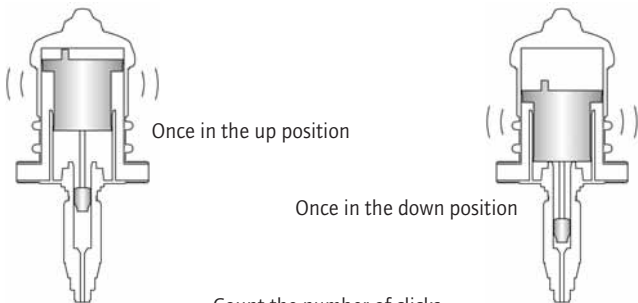 Once in the up position
Once in the down position
Count the number of clicks